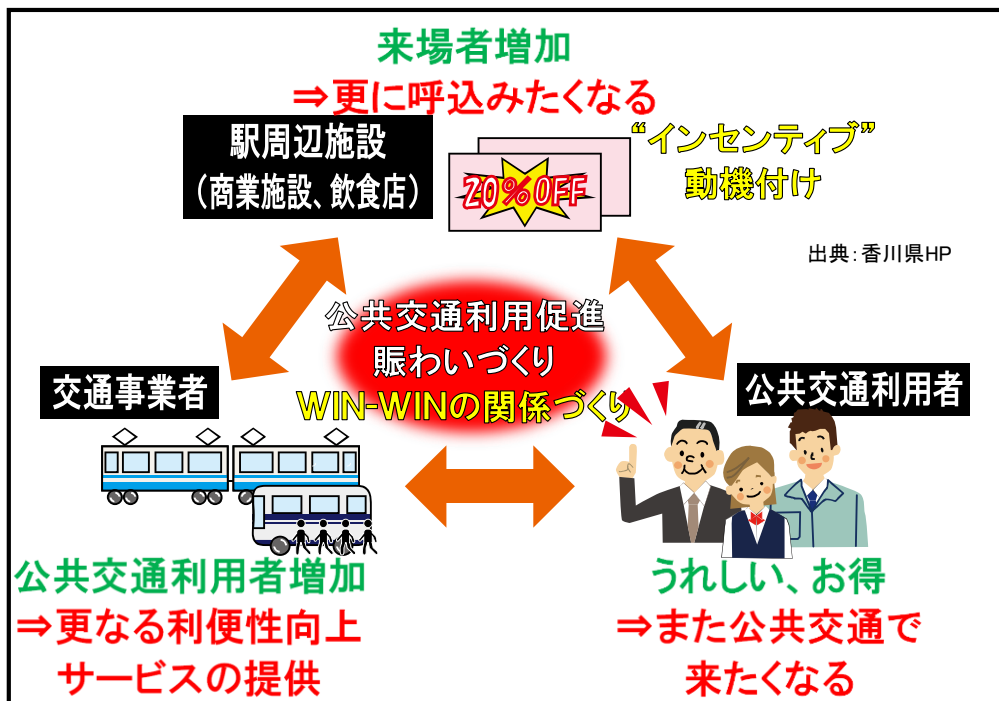 来場者増加
⇒更に呼込みたくなる
駅周辺施設
（商業施設、飲食店）
20%OFF
“インセンティブ”
動機付け
出典：香川県HP
公共交通利用促進
賑わいづくり
WIN-WINの関係づくり
交通事業者
公共交通利用者
公共交通利用者増加
⇒更なる利便性向上
サービスの提供
うれしい、お得
⇒また公共交通で
来たくなる